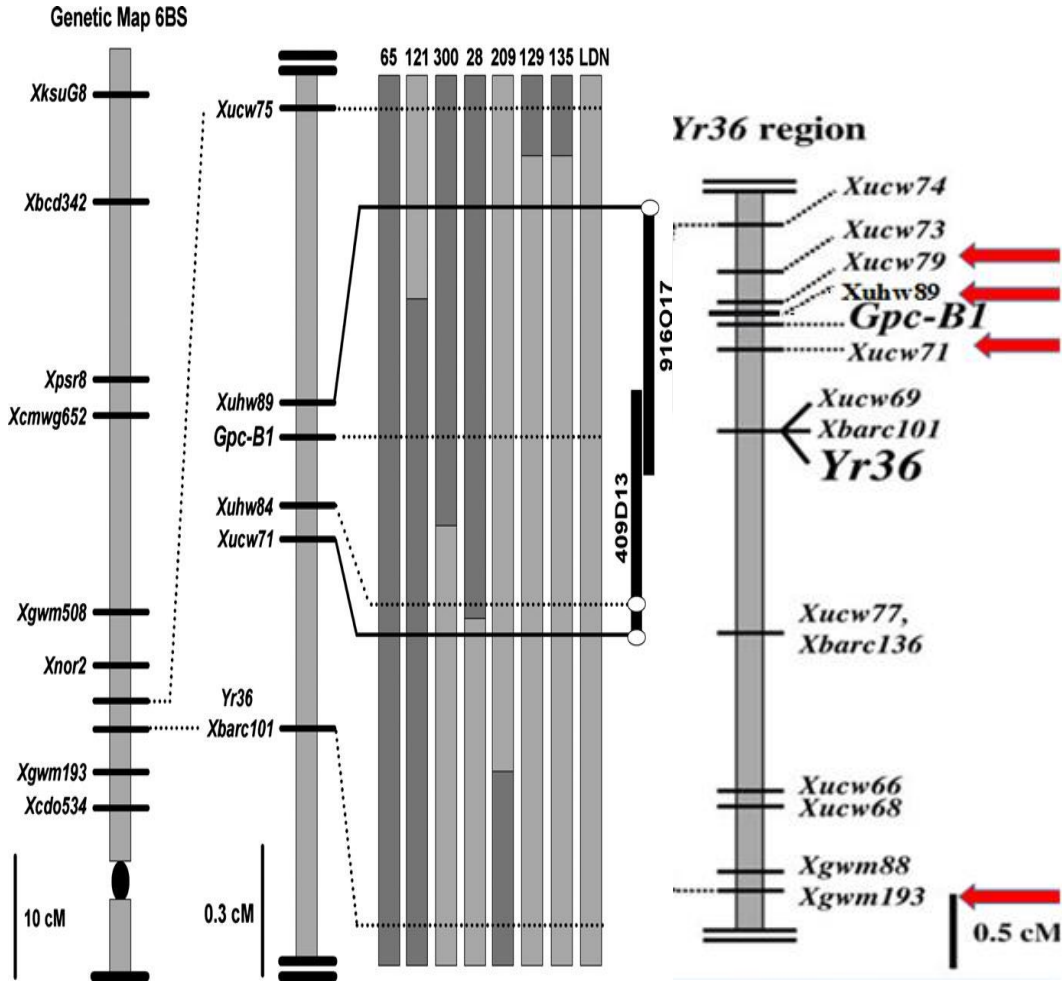 Genetic Map 6BS
XksuG8
Xbcd342
Xpsr8
Xcmwg652
Xgwm508
Xnor2
Xgwm193
Xcdo534
10 cM
Xucw75
Xuhw89
Gpc-B1
Xuhw84
Xucw71
Yr36
Xbarc101
0.3 cM
65 121 300 28 209 129 135 LDN
916O17
409D13
Yr36 region
Xucw74
Xucw73
Xucw79
Xuhw89
Gpc-B1
Xucw71
Xucw69
Xbarc101
Yr36
Xucw77,
Xbarc136
Xucw66
Xucw68
Xgwm88
Xgwm193
0.5 cM